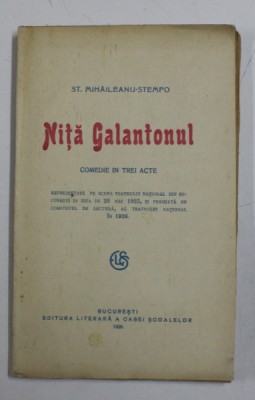 ST. MIHĂILEANU-STEMPO
Niță Galantonul
COMEDIE IN TREI ACTE
REPREZENTATĂ PE SCENA TEATRULUI NAȚIONAL DIN BU-
CUREȘTI ÎN ZIUA DE 28 MAI 1925, ȘI PREMIATĂ DE
COMITETUL DE LECTURĂ, AL TEATRULUI NAȚIONAL
ÎN 1926.
BUCUREȘTI
EDITURA LITERARĂ A CASEI ȘCOALELOR
1926